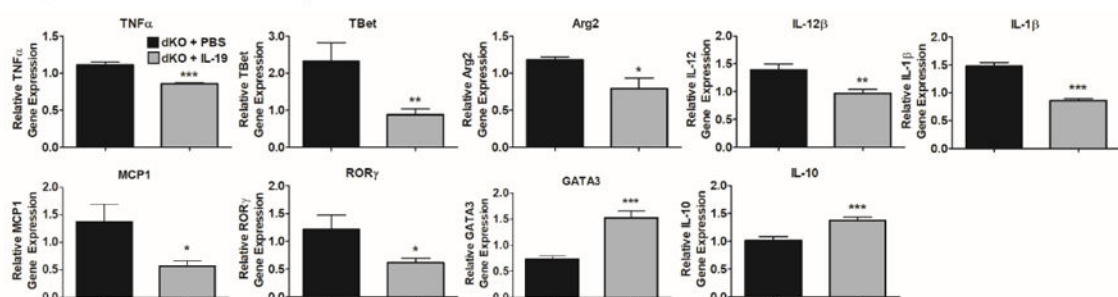 TNFα
Relative TNFα
Gene Expression
1.5
1.0
0.5
0.0
dKO + PBS
dKO + IL-19
***
TBet
Relative TBet
Gene Expression
3.0
2.0
1.0
0.0
**
Arg2
Relative Arg2
Gene Expression
1.5
1.0
0.5
0.0
*
IL-12β
Relative IL-12
Gene Expression
2.0
1.5
1.0
0.5
0.0
**
IL-1β
Relative IL-1β
Gene Expression
2.0
1.5
1.0
0.5
0.0
***
MCP1
Relative MCP1
Gene Expression
2.0
1.5
1.0
0.5
0.0
*
RORγ
Relative RORγ
Gene Expression
2.0
1.5
1.0
0.5
0.0
*
GATA3
Relative GATA3
Gene Expression
2.0
1.5
1.0
0.5
***
IL-10
Relative IL-10
Gene Expression
2.0
1.5
1.0
0.5
0.0
***